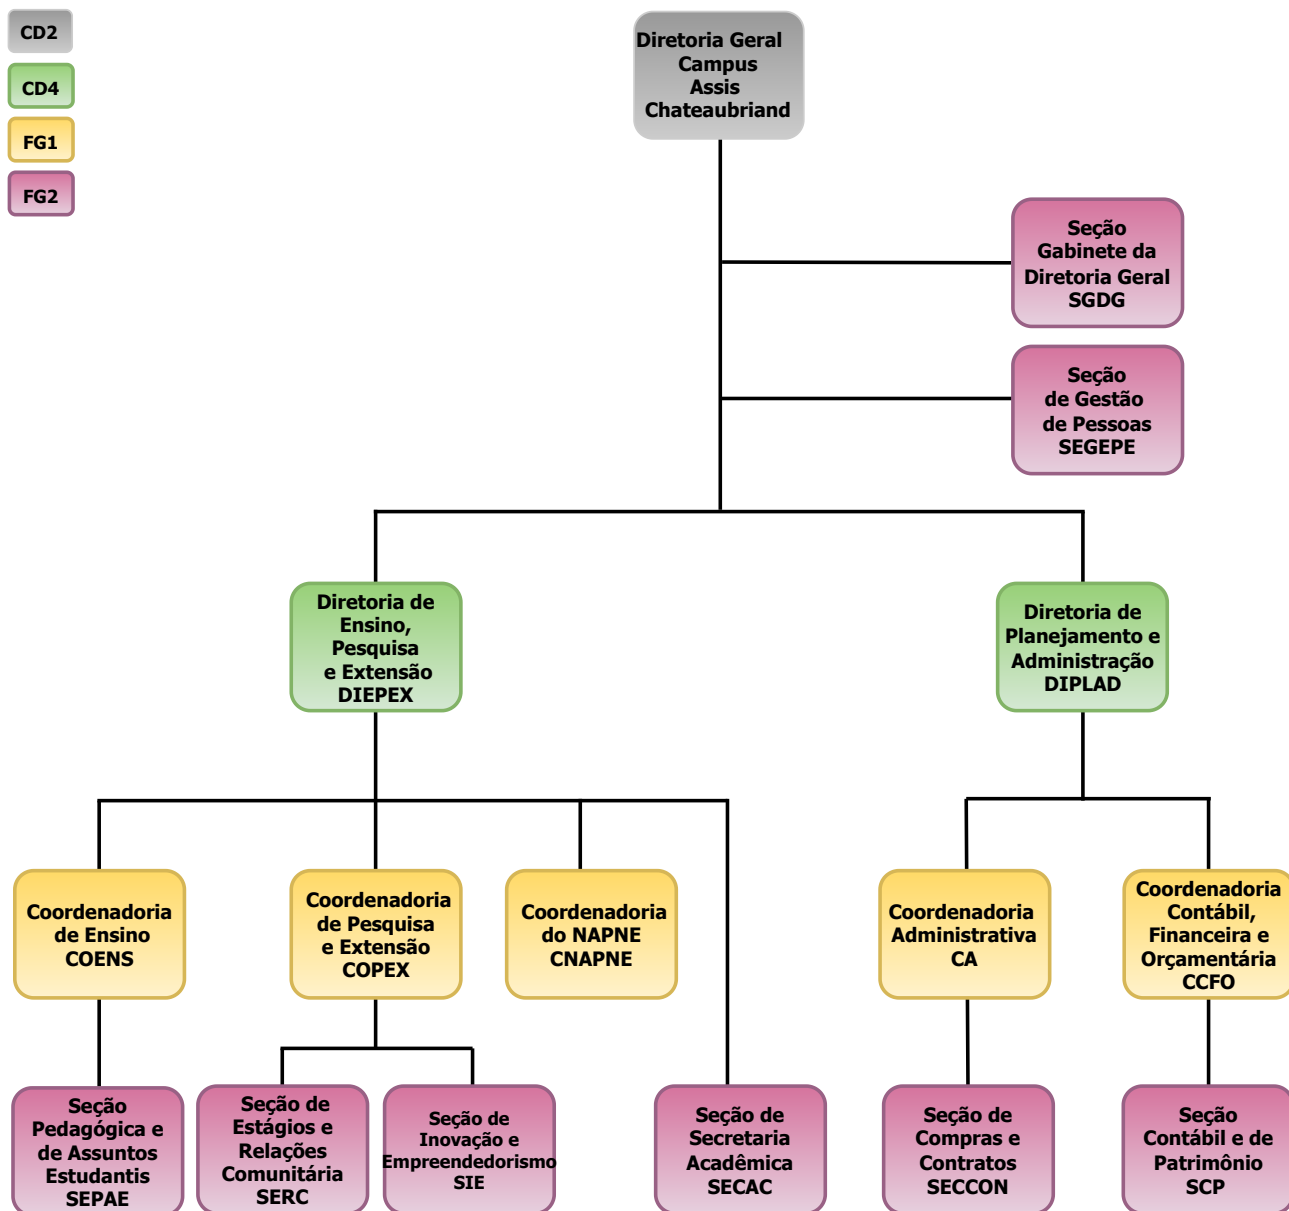 CD2
CD4
FG1
FG2
Diretoria Geral
Campus
Assis
Chateaubriand
Seção
Gabinete da
Diretoria Geral
SGDG
Seção
de Gestão
de Pessoas
SEGEPE
Diretoria de
Ensino,
Pesquisa
e Extensão
DIEPEX
Diretoria de
Planejamento e
Administração
DIPLAD
Coordenadoria
de Ensino
COENS
Coordenadoria
de Pesquisa
e Extensão
COPEX
Coordenadoria
do NAPNE
CNAPNE
Coordenadoria
Administrativa
CA
Coordenadoria
Contábil,
Financeira e
Orçamentária
CCFO
Seção
Pedagógica e
de Assuntos
Estudantis
SEPAE
Seção de
Estágios e
Relações
Comunitária
SERC
Seção de
Inovação e
Empreendedorismo
SIE
Seção de
Secretaria
Acadêmica
SECAC
Seção de
Compras e
Contratos
SECCON
Seção
Contábil e de
Patrimônio
SCP